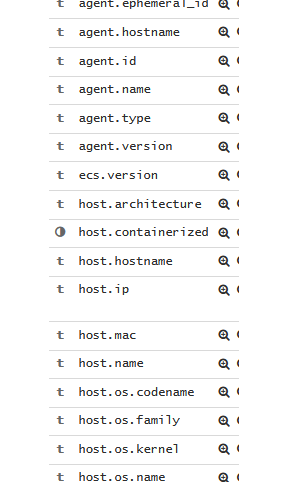 t agent.ephemeral_id
t agent.hostname
t agent.id
t agent.name
t agent.type
t agent.version
t ecs.version
t host.architecture
host.containerized
t host.hostname
t host.ip
t host.mac
t host.name
t host.os.codename
t host.os.family
t host.os.kernel
t host.os.name